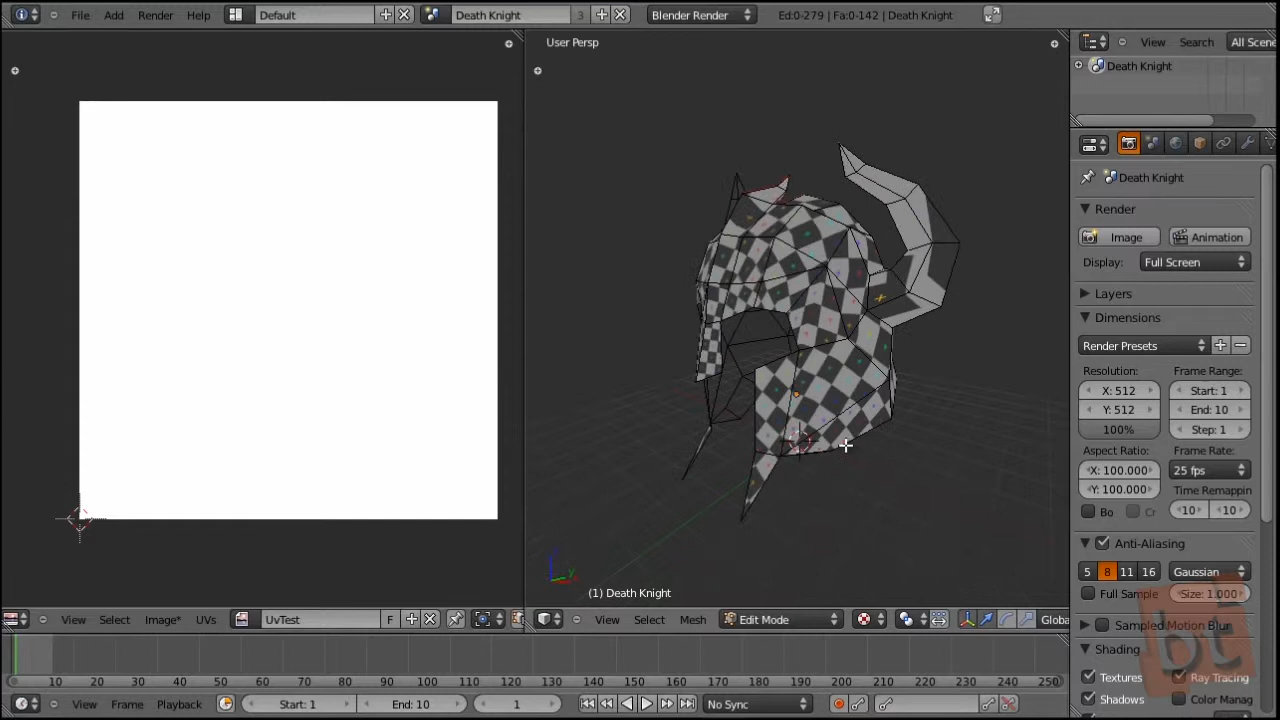 File Add Render Help Default Death Knight 3 Blender Render Ed:0-279 | Fa:0-142 | Death Knight
User Persp
View Search All Scene
Death Knight
Death Knight
Render
Image Animation
Display: Full Screen
Layers
Dimensions
Render Presets
Resolution: Frame Range:
X: 512 Start: 1
Y: 512 End: 10
100% Step: 1
Aspect Ratio: Frame Rate:
X: 100.000 25 fps
Y: 100.000 Time Remappin
Bo Cr 10 10
Anti-Aliasing
5 8 11 16 Gaussian
Full Sample Size: 1.000
Sampled Motion Blur
Shading
Textures Ray Tracing
Shadows Color Manag
y
(1) Death Knight
View Select Image* UVs UvTest F
View Select Mesh Edit Mode Globa
10 20 30 40 50 60 70 80 90 100 110 120 130 140 150 160 170 180 190 200 210 220 230 240 250
View Frame Playback Start: 1 End: 10 1 No Sync
bt